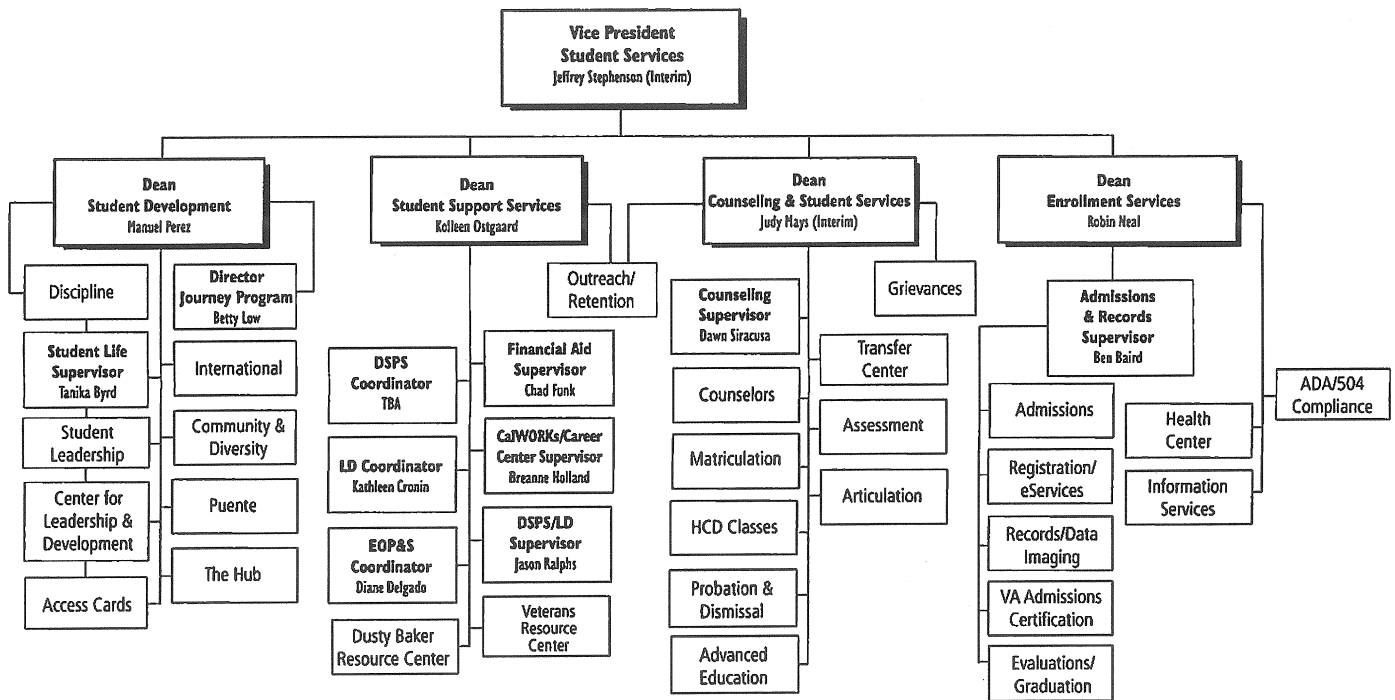 Vice President
Student Services
Jeffrey Stephenson (Interim)
Dean
Student Development
Manuel Perez
Discipline
Student Life
Supervisor
Tanika Byrd
Student
Leadership
Center for
Leadership &
Development
Access Cards
Director
Journey Program
Betty Low
International
Community &
Diversity
Puente
The Hub
Dean
Student Support Services
Kolleen Ostgaard
DSPS
Coordinator
TBA
LD Coordinator
Kathleen Cronin
EOP&S
Coordinator
Diane Delgado
Dusty Baker
Resource Center
Financial Aid
Supervisor
Chad Funk
CalWORKs/Career
Center Supervisor
Breanne Holland
DSPS/LD
Supervisor
Jason Ralphs
Veterans
Resource
Center
Outreach/
Retention
Dean
Counseling & Student Services
Judy Mays (Interim)
Counseling
Supervisor
Dawn Siracusa
Counselors
Matriculation
HCD Classes
Probation &
Dismissal
Advanced
Education
Grievances
Transfer
Center
Assessment
Articulation
Dean
Enrollment Services
Robin Neal
Admissions
& Records
Supervisor
Ben Baird
Admissions
Registration/
eServices
Records/Data
Imaging
VA Admissions
Certification
Evaluations/
Graduation
Health
Center
Information
Services
ADA/504
Compliance